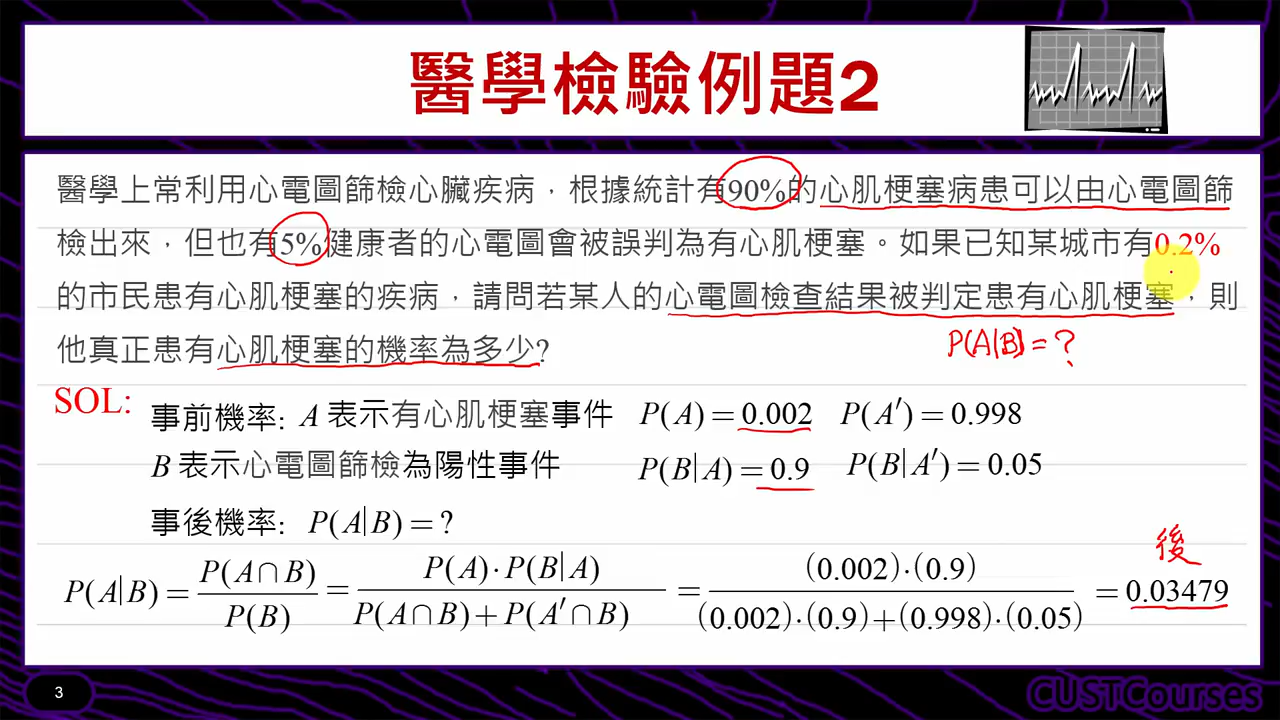 醫學檢驗例題2
醫學上常利用心電圖篩檢心臟疾病，根據統計有90%的心肌梗塞病患可以由心電圖篩
檢出來，但也有5%健康者的心電圖會被誤判為有心肌梗塞。如果已知某城市有0.2%
的市民患有心肌梗塞的疾病，請問若某人的心電圖檢查結果被判定患有心肌梗塞，則
他真正患有心肌梗塞的機率為多少?
P(A|B)=?
SOL:
事前機率: A 表示有心肌梗塞事件 P(A)=0.002 P(A′)=0.998
B 表示心電圖篩檢為陽性事件 P(B|A)=0.9 P(B|A′)=0.05
事後機率: P(A|B)=?
後
P(A|B)= P(A∩B) / P(B) = P(A)·P(B|A) / P(A∩B)+P(A′∩B) = (0.002)·(0.9) / (0.002)·(0.9)+(0.998)·(0.05) =0.03479
3
CUSTCourses